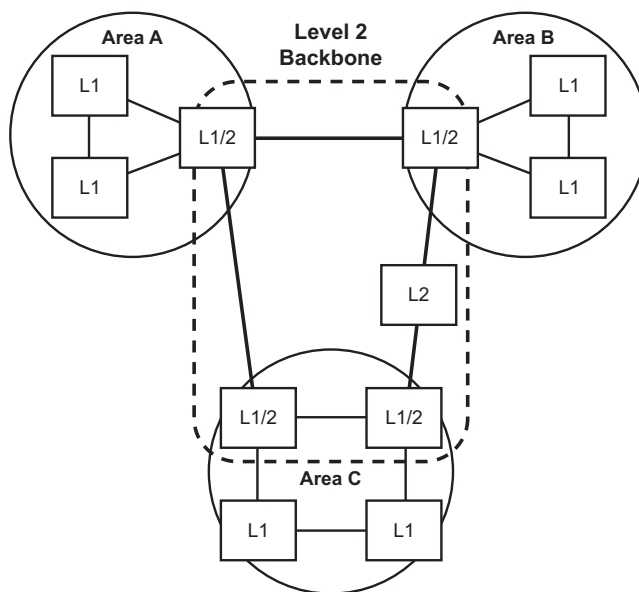 Area A
Level 2
Backbone
Area B
L1
L1
L1/2
L1/2
L1
L1
L2
L1/2
L1/2
Area C
L1
L1